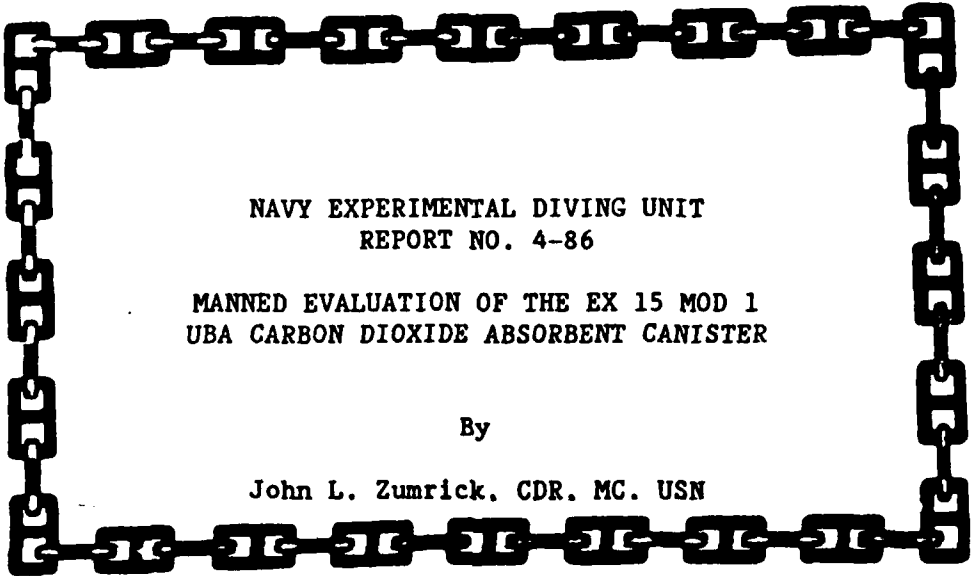 NAVY EXPERIMENTAL DIVING UNIT
REPORT NO. 4-86
MANNED EVALUATION OF THE EX 15 MOD 1
UBA CARBON DIOXIDE ABSORBENT CANISTER
By
John L. Zumrick. CDR. MC. USN